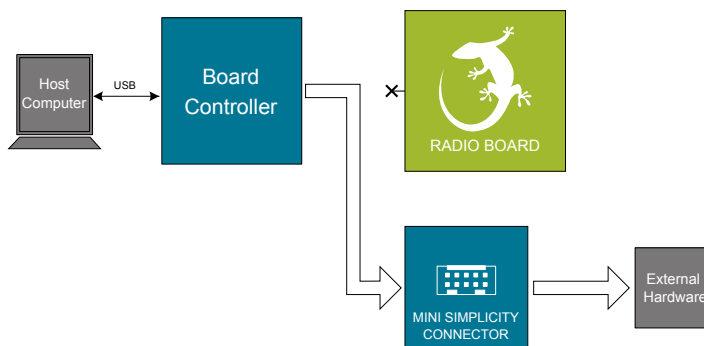 Host
Computer
USB
Board
Controller
RADIO BOARD
MINI SIMPLICITY
CONNECTOR
External
Hardware